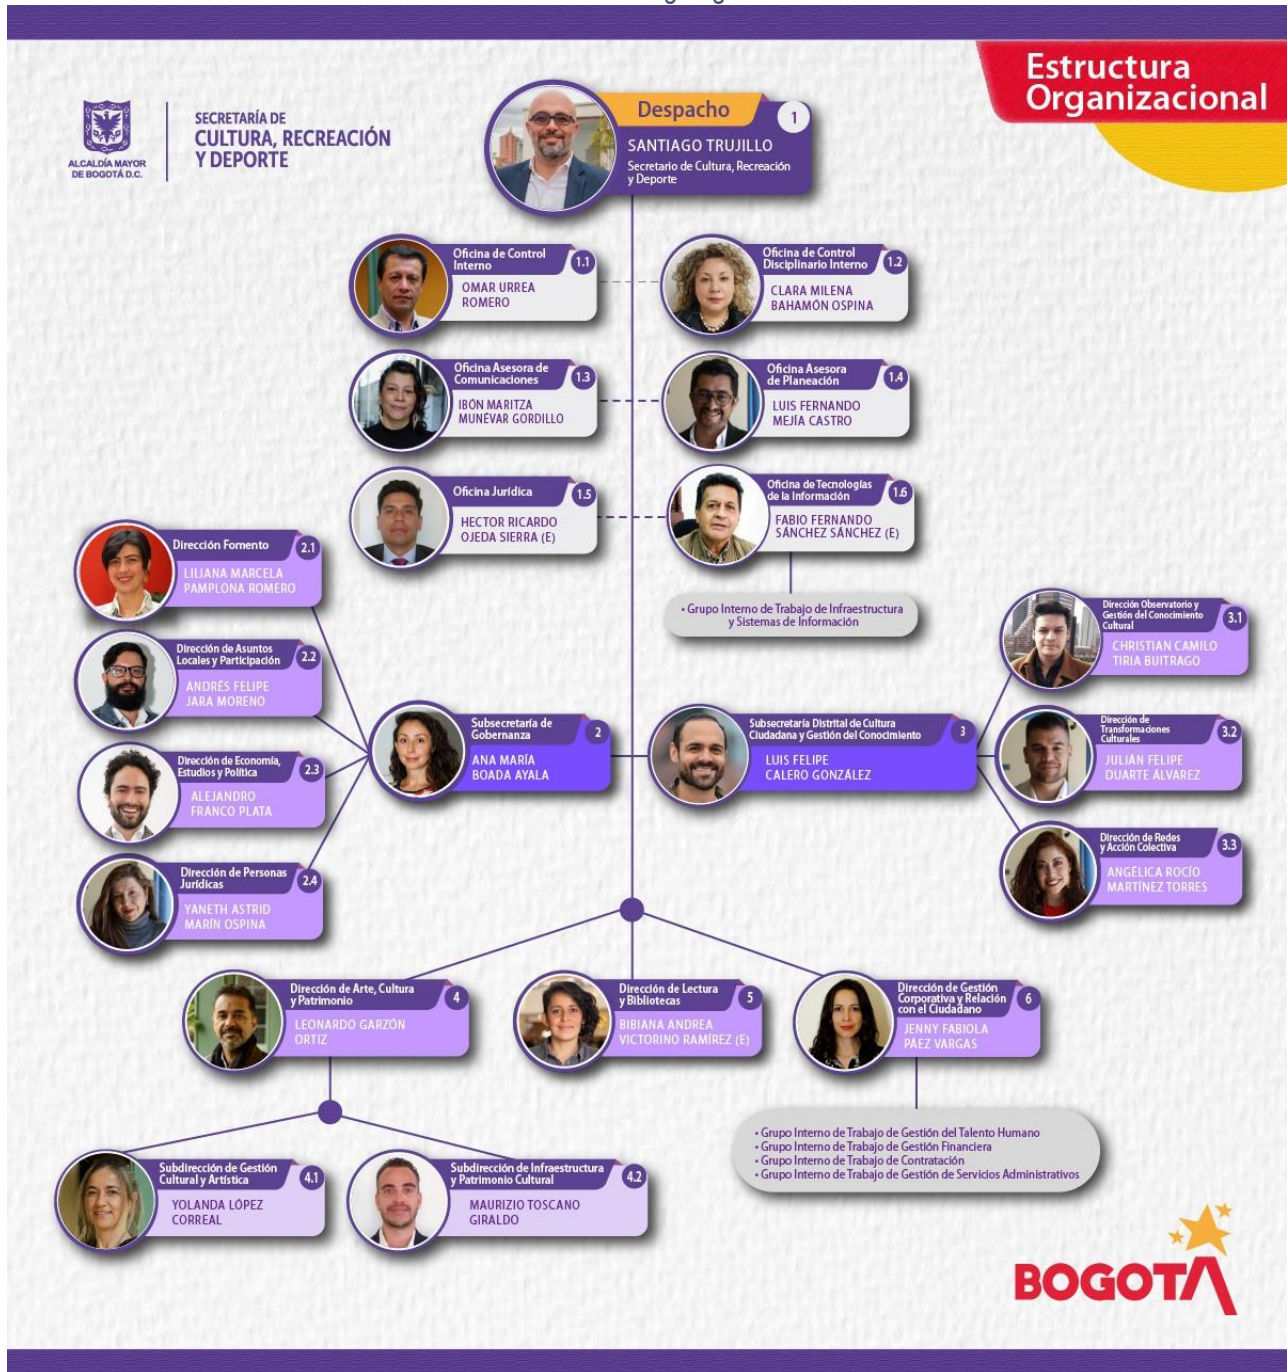 Estructura
Organizacional
ALCALDÍA MAYOR
DE BOGOTÁ D.C.
SECRETARÍA DE
CULTURA, RECREACIÓN
Y DEPORTE
Despacho
1
SANTIAGO TRUJILLO
Secretario de Cultura, Recreación
y Deporte
Oficina de Control
Interno
1.1
OMAR URREA
ROMERO
Oficina de Control
Disciplinario Interno
1.2
CLARA MILENA
BAHAMÓN OSPINA
Oficina Asesora de
Comunicaciones
1.3
IBÓN MARITZA
MUNÉVAR GORDILLO
Oficina Asesora
de Planeación
1.4
LUIS FERNANDO
MEJÍA CASTRO
Oficina Jurídica
1.5
HECTOR RICARDO
OJEDA SIERRA (E)
Oficina de Tecnologías
de la Información
1.6
FABIO FERNANDO
SÁNCHEZ SÁNCHEZ (E)
• Grupo Interno de Trabajo de Infraestructura
y Sistemas de Información
Dirección Fomento
2.1
LILIANA MARCELA
PAMPLONA ROMERO
Dirección de Asuntos
Locales y Participación
2.2
ANDRÉS FELIPE
JARA MORENO
Dirección de Economía,
Estudios y Política
2.3
ALEJANDRO
FRANCO PLATA
Dirección de Personas
Jurídicas
2.4
YANETH ASTRID
MARÍN OSPINA
Subsecretaría de
Gobernanza
2
ANA MARÍA
BOADA AYALA
Subsecretaría Distrital de Cultura
Ciudadana y Gestión del Conocimiento
3
LUIS FELIPE
CALERO GONZÁLEZ
Dirección Observatorio y
Gestión del Conocimiento
Cultural
3.1
CHRISTIAN CAMILO
TIRIA BUITRAGO
Dirección de
Transformaciones
Culturales
3.2
JULIÁN FELIPE
DUARTE ÁLVAREZ
Dirección de Redes
y Acción Colectiva
3.3
ANGÉLICA ROCÍO
MARTÍNEZ TORRES
Dirección de Arte, Cultura
y Patrimonio
4
LEONARDO GARZÓN
ORTIZ
Dirección de Lectura
y Bibliotecas
5
BIBIANA ANDREA
VICTORINO RAMÍREZ (E)
Dirección de Gestión
Corporativa y Relación
con el Ciudadano
6
JENNY FABIOLA
PÁEZ VARGAS
• Grupo Interno de Trabajo de Gestión del Talento Humano
• Grupo Interno de Trabajo de Gestión Financiera
• Grupo Interno de Trabajo de Contratación
• Grupo Interno de Trabajo de Gestión de Servicios Administrativos
Subdirección de Gestión
Cultural y Artística
4.1
YOLANDA LÓPEZ
CORREAL
Subdirección de Infraestructura
y Patrimonio Cultural
4.2
MAURIZIO TOSCANO
GIRALDO
BOGOTÁ